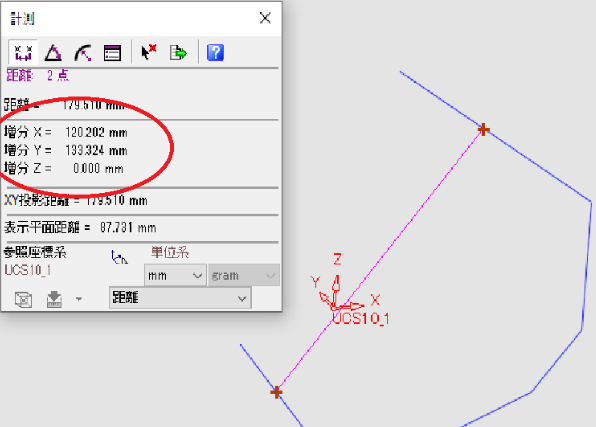 計測
距離: 2 点
距離 = 179.510 mm
増分 X = 120.202 mm
増分 Y = 133.324 mm
増分 Z = 0.000 mm
XY投影距離 = 179.510 mm
表示平面距離 = 87.731 mm
参照座標系 単位系
UCS10_1
mm gram
距離
Z
Y
X
UCS10_1